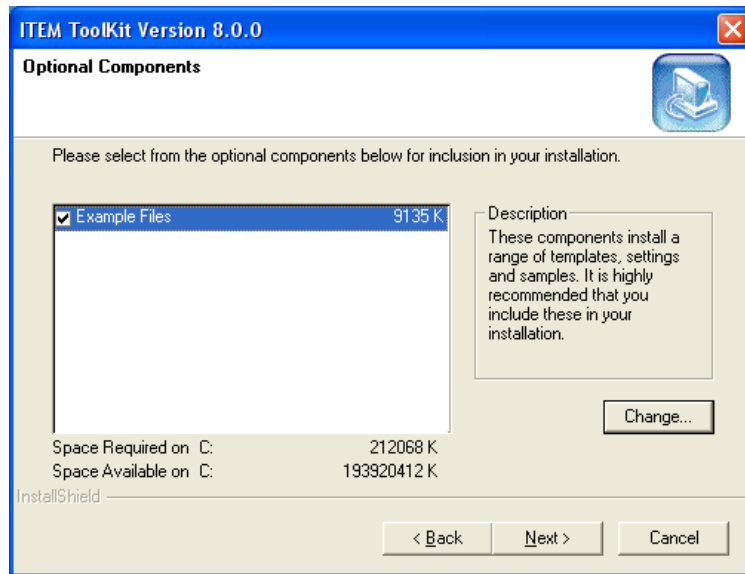 ITEM ToolKit Version 8.0.0
Optional Components
Please select from the optional components below for inclusion in your installation.
Example Files 9135 K
Description
These components install a
range of templates, settings
and samples. It is highly
recommended that you
include these in your
installation.
Change...
Space Required on C: 212068 K
Space Available on C: 193920412 K
InstallShield
< Back Next > Cancel